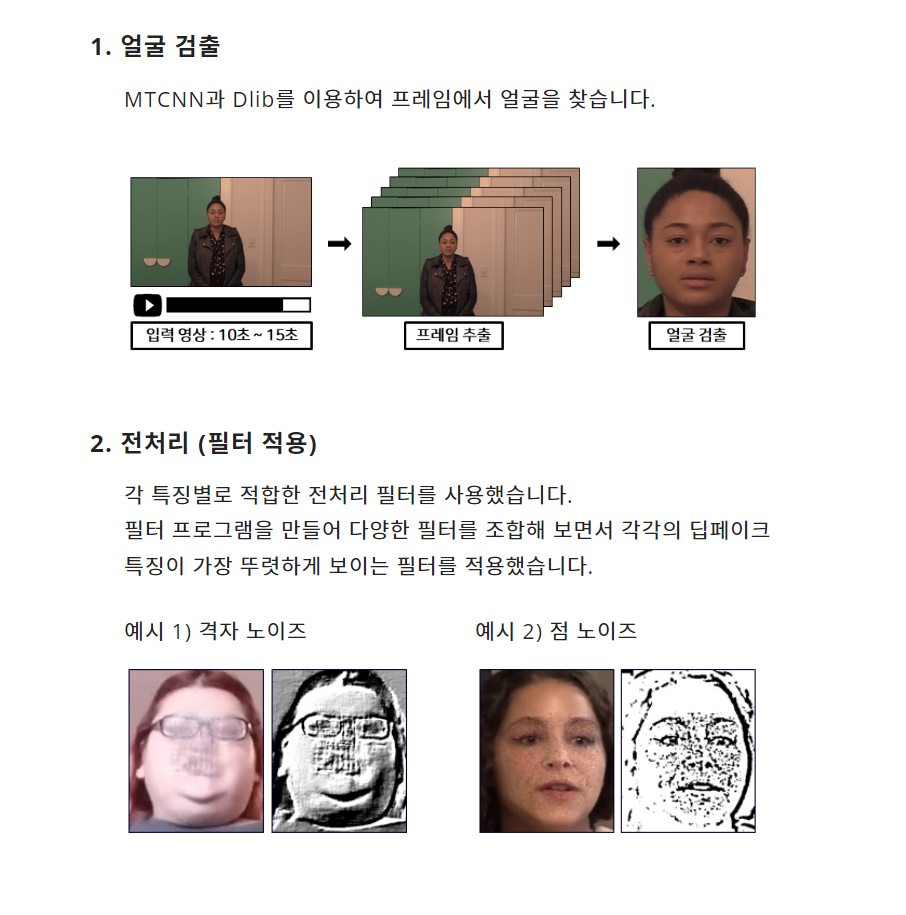 1. 얼굴 검출
MTCNN과 Dlib를 이용하여 프레임에서 얼굴을 찾습니다.
입력 영상 : 10초 ~ 15초
프레임 추출
얼굴 검출
2. 전처리 (필터 적용)
각 특징별로 적합한 전처리 필터를 사용했습니다.
필터 프로그램을 만들어 다양한 필터를 조합해 보면서 각각의 딥페이크
특징이 가장 뚜렷하게 보이는 필터를 적용했습니다.
예시 1) 격자 노이즈
예시 2) 점 노이즈